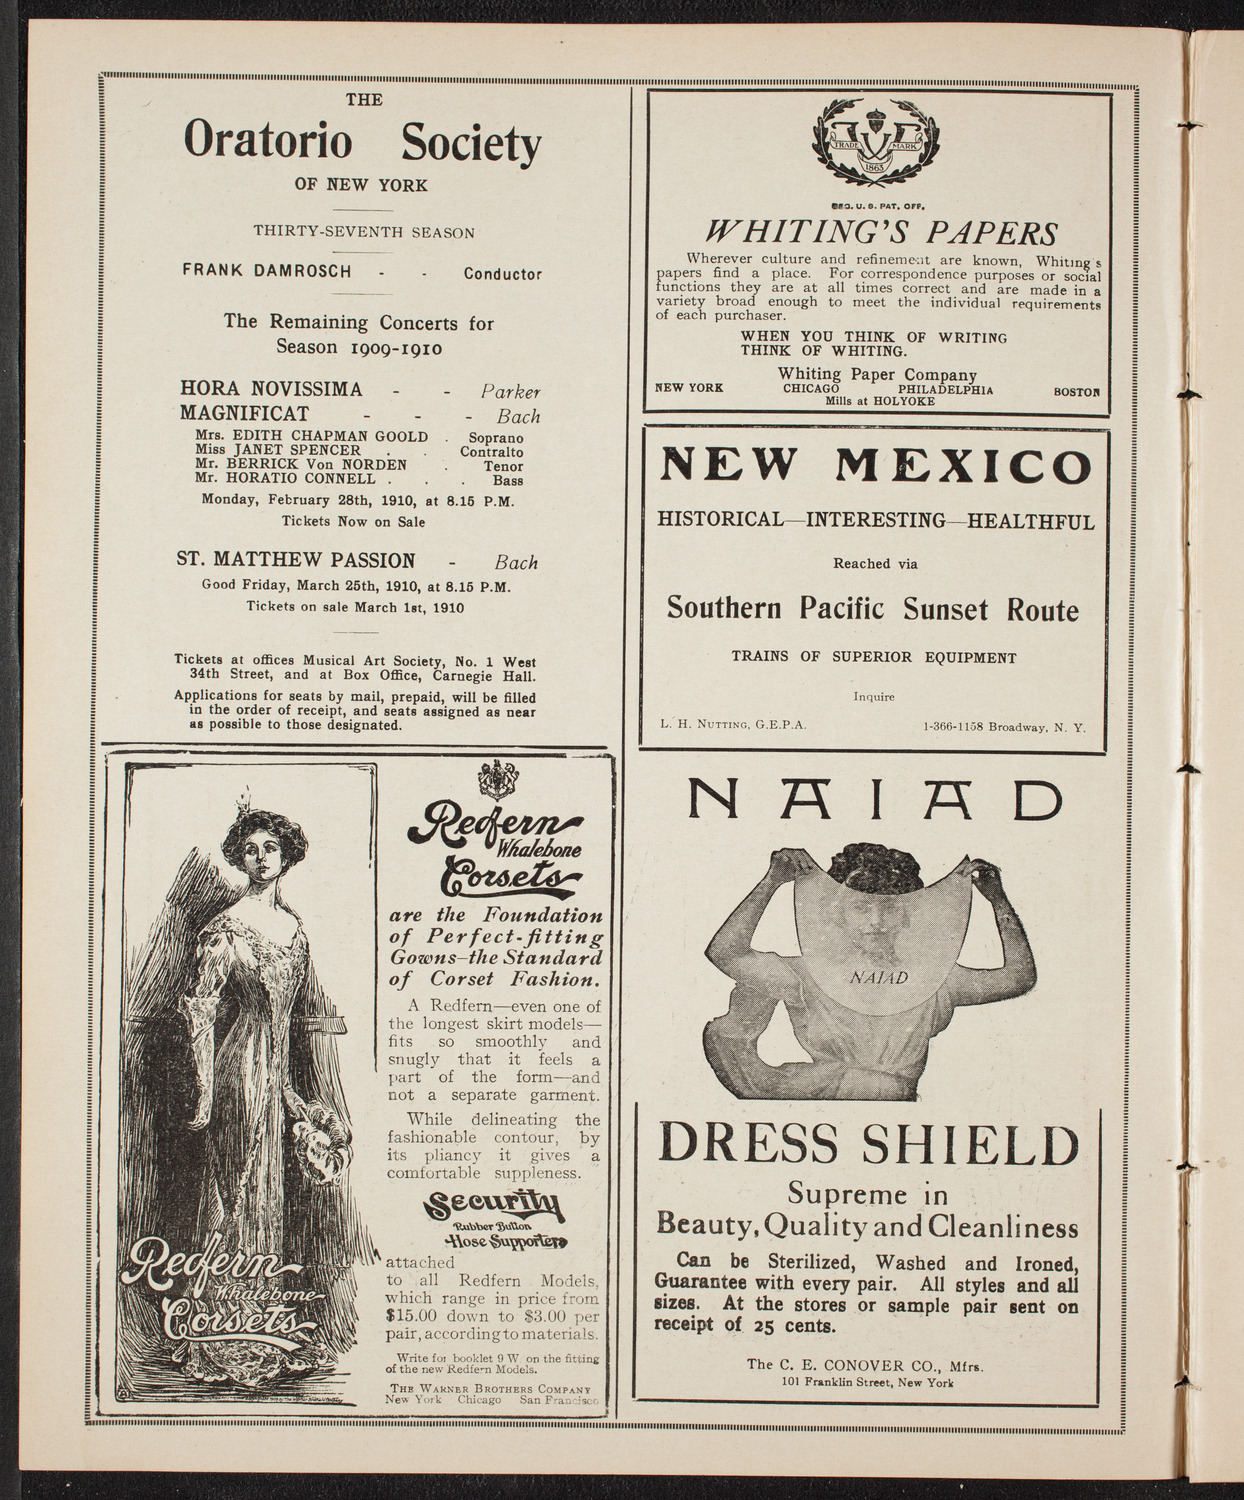 THE
Oratorio Society
OF NEW YORK
THIRTY-SEVENTH SEASON
FRANK DAMROSCH - - Conductor
The Remaining Concerts for
Season 1909-1910
HORA NOVISSIMA - - Parker
MAGNIFICAT - - - Bach
Mrs. EDITH CHAPMAN GOOLD . Soprano
Miss JANET SPENCER . . Contralto
Mr. BERRICK Von NORDEN . Tenor
Mr. HORATIO CONNELL . . . Bass
Monday, February 28th, 1910, at 8.15 P.M.
Tickets Now on Sale
ST. MATTHEW PASSION - Bach
Good Friday, March 25th, 1910, at 8.15 P.M.
Tickets on sale March 1st, 1910
Tickets at offices Musical Art Society, No. 1 West
34th Street, and at Box Office, Carnegie Hall.
Applications for seats by mail, prepaid, will be filled
in the order of receipt, and seats assigned as near
as possible to those designated.
TRADE MARK
1865
REG. U. S. PAT. OFF.
WHITING'S PAPERS
Wherever culture and refinement are known, Whiting's
papers find a place. For correspondence purposes or social
functions they are at all times correct and are made in a
variety broad enough to meet the individual requirements
of each purchaser.
WHEN YOU THINK OF WRITING
THINK OF WHITING.
Whiting Paper Company
NEW YORK CHICAGO PHILADELPHIA BOSTON
Mills at HOLYOKE
NEW MEXICO
HISTORICAL—INTERESTING—HEALTHFUL
Reached via
Southern Pacific Sunset Route
TRAINS OF SUPERIOR EQUIPMENT
Inquire
L. H. NUTTING, G.E.P.A. 1-366-1158 Broadway, N. Y.
Redfern
Whalebone
Corsets
Redfern
Whalebone
Corsets
are the Foundation
of Perfect-fitting
Gowns—the Standard
of Corset Fashion.
A Redfern—even one of
the longest skirt models—
fits so smoothly and
snugly that it feels a
part of the form—and
not a separate garment.
While delineating the
fashionable contour, by
its pliancy it gives a
comfortable suppleness.
Security
Rubber Button
Hose Supporters
attached
to all Redfern Models,
which range in price from
$15.00 down to $3.00 per
pair, according to materials.
Write for booklet 9 W. on the fitting
of the new Redfern Models.
THE WARNER BROTHERS COMPANY
New York Chicago San Francisco
NAIAD
NAIAD
DRESS SHIELD
Supreme in
Beauty, Quality and Cleanliness
Can be Sterilized, Washed and Ironed,
Guarantee with every pair. All styles and all
sizes. At the stores or sample pair sent on
receipt of 25 cents.
The C. E. CONOVER CO., Mfrs.
101 Franklin Street, New York